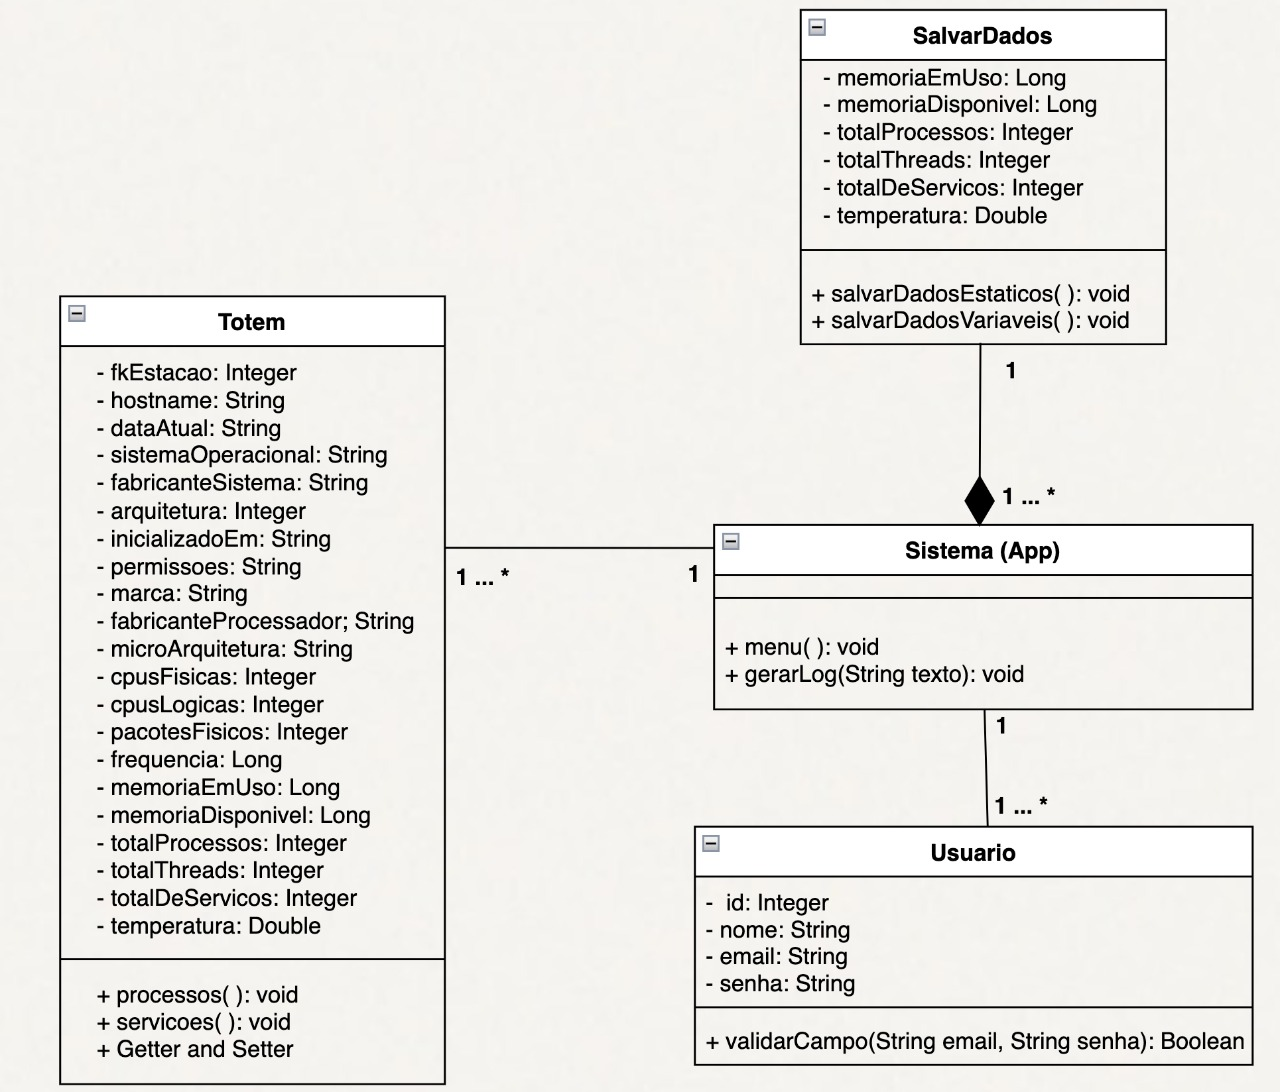 SalvarDados
- memoriaEmUso: Long
- memoriaDisponivel: Long
- totalProcessos: Integer
- totalThreads: Integer
- totalDeServicos: Integer
- temperatura: Double
+ salvarDadosEstaticos( ): void
+ salvarDadosVariaveis( ): void
1
1 ... *
Totem
- fkEstacao: Integer
- hostname: String
- dataAtual: String
- sistemaOperacional: String
- fabricanteSistema: String
- arquitetura: Integer
- inicializadoEm: String
- permissoes: String
- marca: String
- fabricanteProcessador; String
- microArquitetura: String
- cpusFisicas: Integer
- cpusLogicas: Integer
- pacotesFisicos: Integer
- frequencia: Long
- memoriaEmUso: Long
- memoriaDisponivel: Long
- totalProcessos: Integer
- totalThreads: Integer
- totalDeServicos: Integer
- temperatura: Double
+ processos( ): void
+ servicoes( ): void
+ Getter and Setter
1 ... *
1
Sistema (App)
+ menu( ): void
+ gerarLog(String texto): void
1
1 ... *
Usuario
- id: Integer
- nome: String
- email: String
- senha: String
+ validarCampo(String email, String senha): Boolean